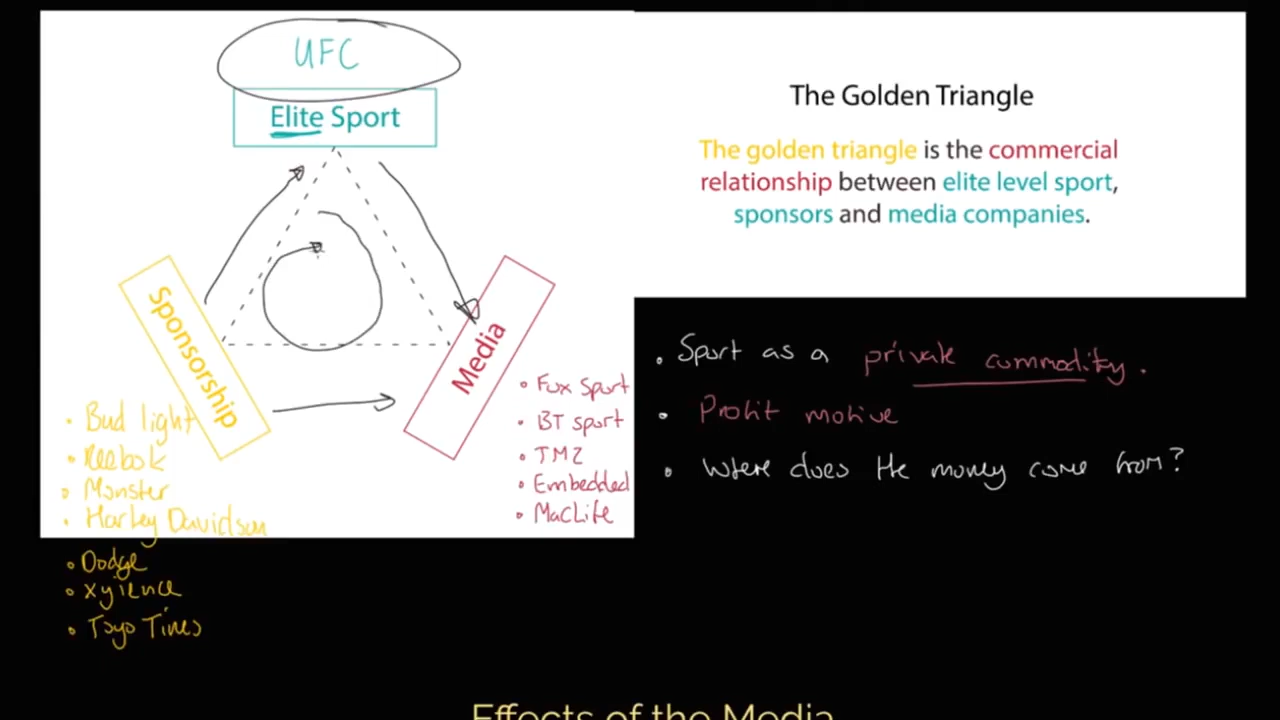 UFC
Elite Sport
Sponsorship
Media
• Bud light
• Reebok
• Monster
• Harley Davidson
• Dodge
• Xyience
• Toyo Tires
• Fox Sport
• BT sport
• TMZ
• Embedded
• MacLife
The Golden Triangle
The golden triangle is the commercial
relationship between elite level sport,
sponsors and media companies.
• Sport as a private commodity.
• Profit motive
• Where does the money come from?
Effects of the Media